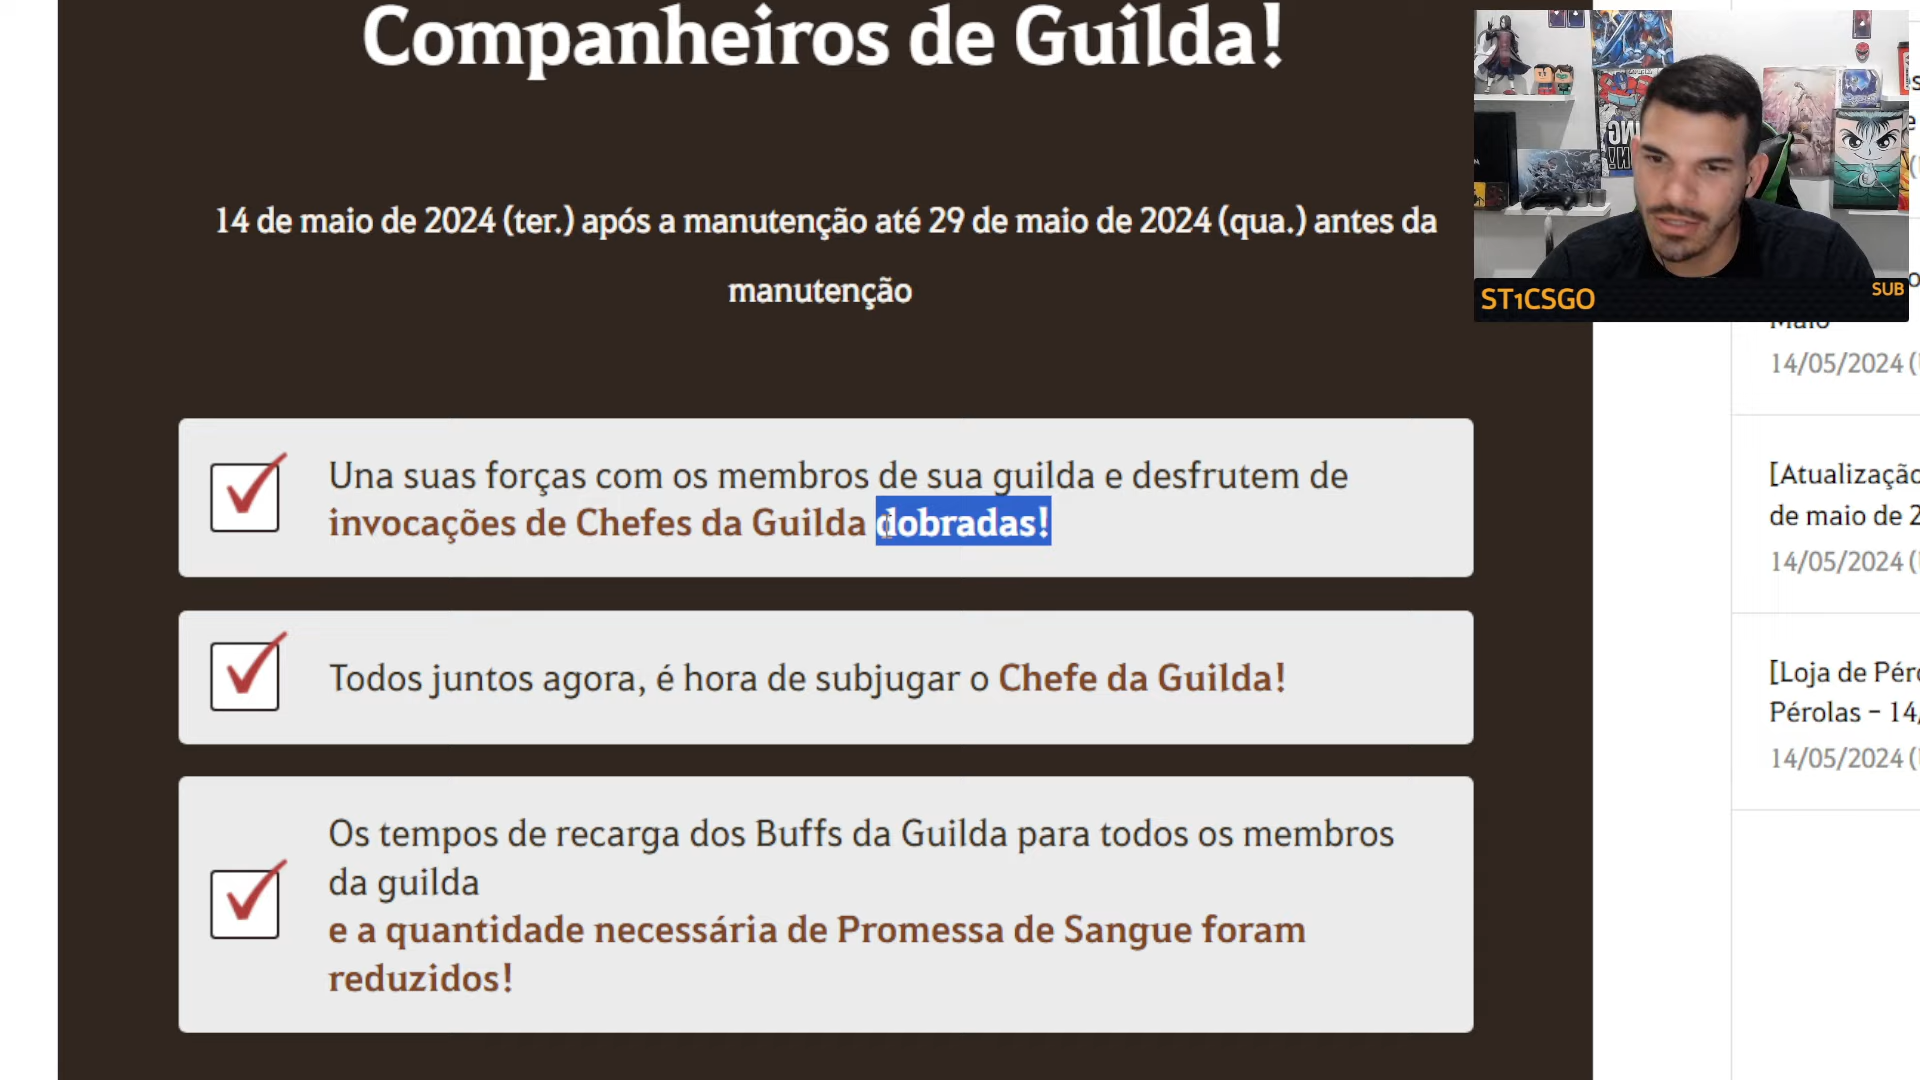 Companheiros de Guilda!
14 de maio de 2024 (ter.) após a manutenção até 29 de maio de 2024 (qua.) antes da
manutenção
Una suas forças com os membros de sua guilda e desfrutem de
invocações de Chefes da Guilda dobradas!
Todos juntos agora, é hora de subjugar o Chefe da Guilda!
Os tempos de recarga dos Buffs da Guilda para todos os membros
da guilda
e a quantidade necessária de Promessa de Sangue foram
reduzidos!
ST1CSGO
SUB
Maio
14/05/2024 (
[Atualização
de maio de 2
14/05/2024 (
[Loja de Péro
Pérolas – 14/
14/05/2024 (